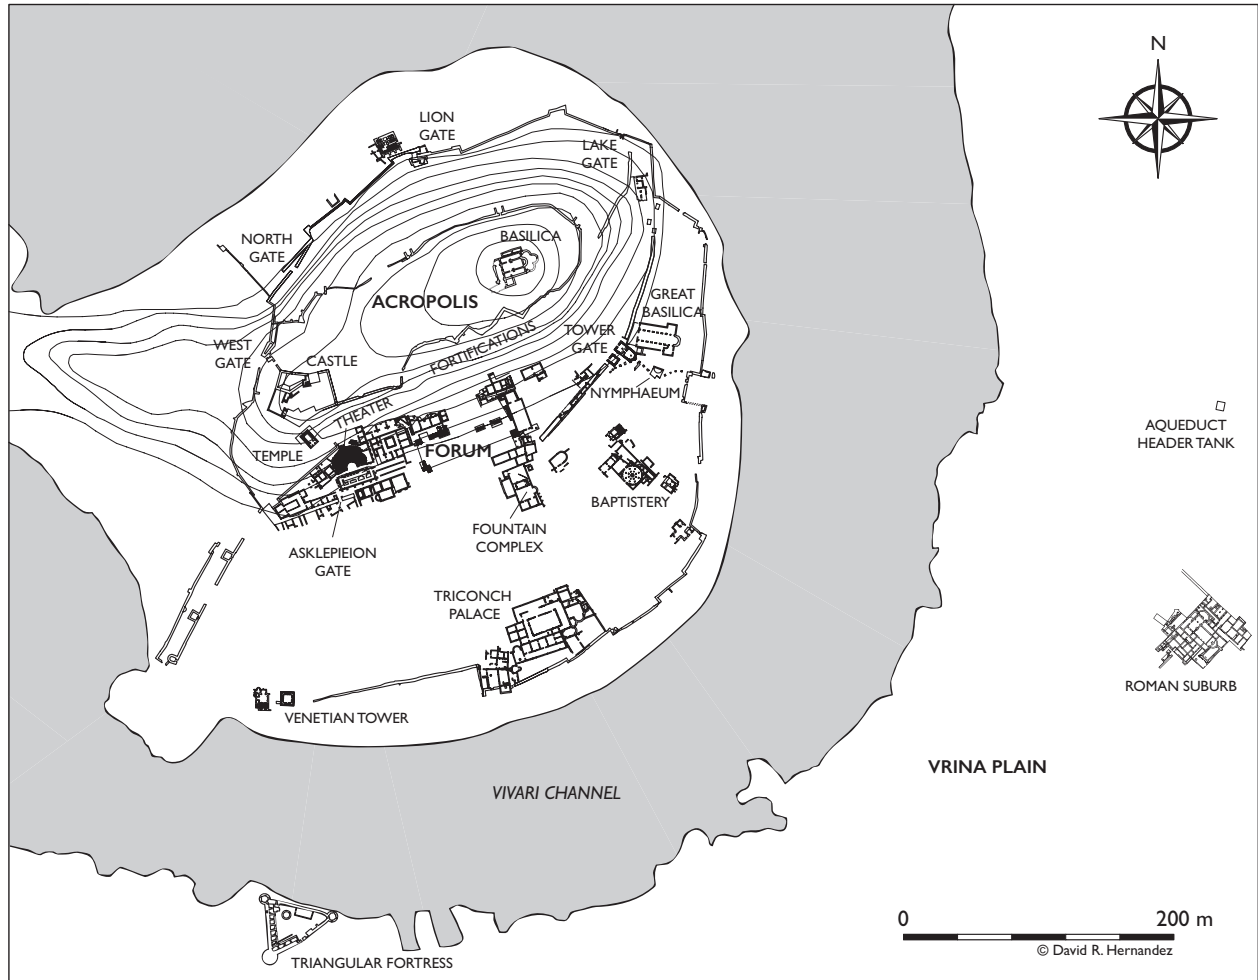 N
LION
GATE
LAKE
GATE
NORTH
GATE
BASILICA
ACROPOLIS
GREAT
BASILICA
WEST
GATE
CASTLE
FORTIFICATIONS
TOWER
GATE
NYMPHAEUM
THEATER
TEMPLE
FORUM
AQUEDUCT
HEADER TANK
BAPTISTERY
FOUNTAIN
COMPLEX
ASKLEPIEION
GATE
TRICONCH
PALACE
ROMAN SUBURB
VENETIAN TOWER
VRINA PLAIN
VIVARI CHANNEL
0 200 m
© David R. Hernandez
TRIANGULAR FORTRESS